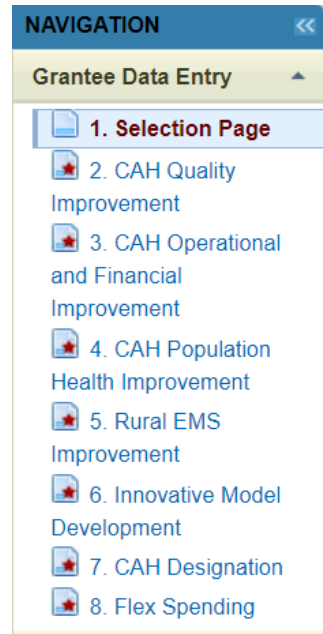 NAVIGATION
Grantee Data Entry
1. Selection Page
2. CAH Quality
Improvement
3. CAH Operational
and Financial
Improvement
4. CAH Population
Health Improvement
5. Rural EMS
Improvement
6. Innovative Model
Development
7. CAH Designation
8. Flex Spending